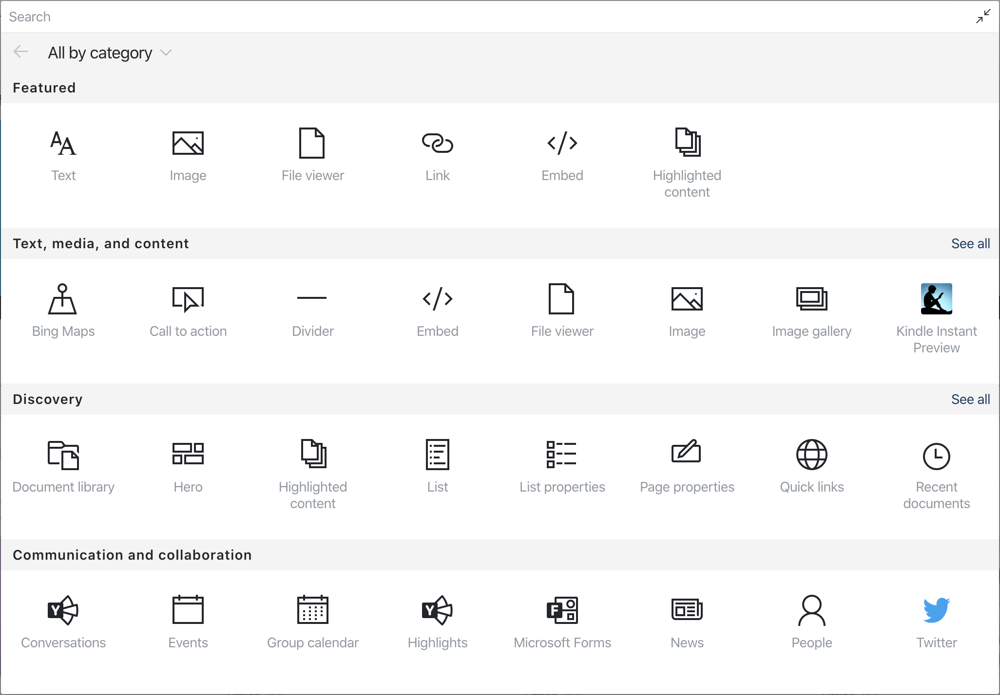 Search
All by category
Featured
Text
Image
File viewer
Link
Embed
Highlighted
content
Text, media, and content
See all
Bing Maps
Call to action
Divider
Embed
File viewer
Image
Image gallery
Kindle Instant
Preview
Discovery
See all
Document library
Hero
Highlighted
content
List
List properties
Page properties
Quick links
Recent
documents
Communication and collaboration
Conversations
Events
Group calendar
Highlights
Microsoft Forms
News
People
Twitter